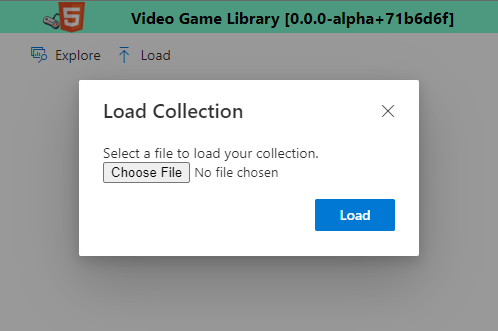 5 Video Game Library [0.0.0-alpha+71b6d6f]
Explore Load
Load Collection
Select a file to load your collection.
Choose File No file chosen
Load